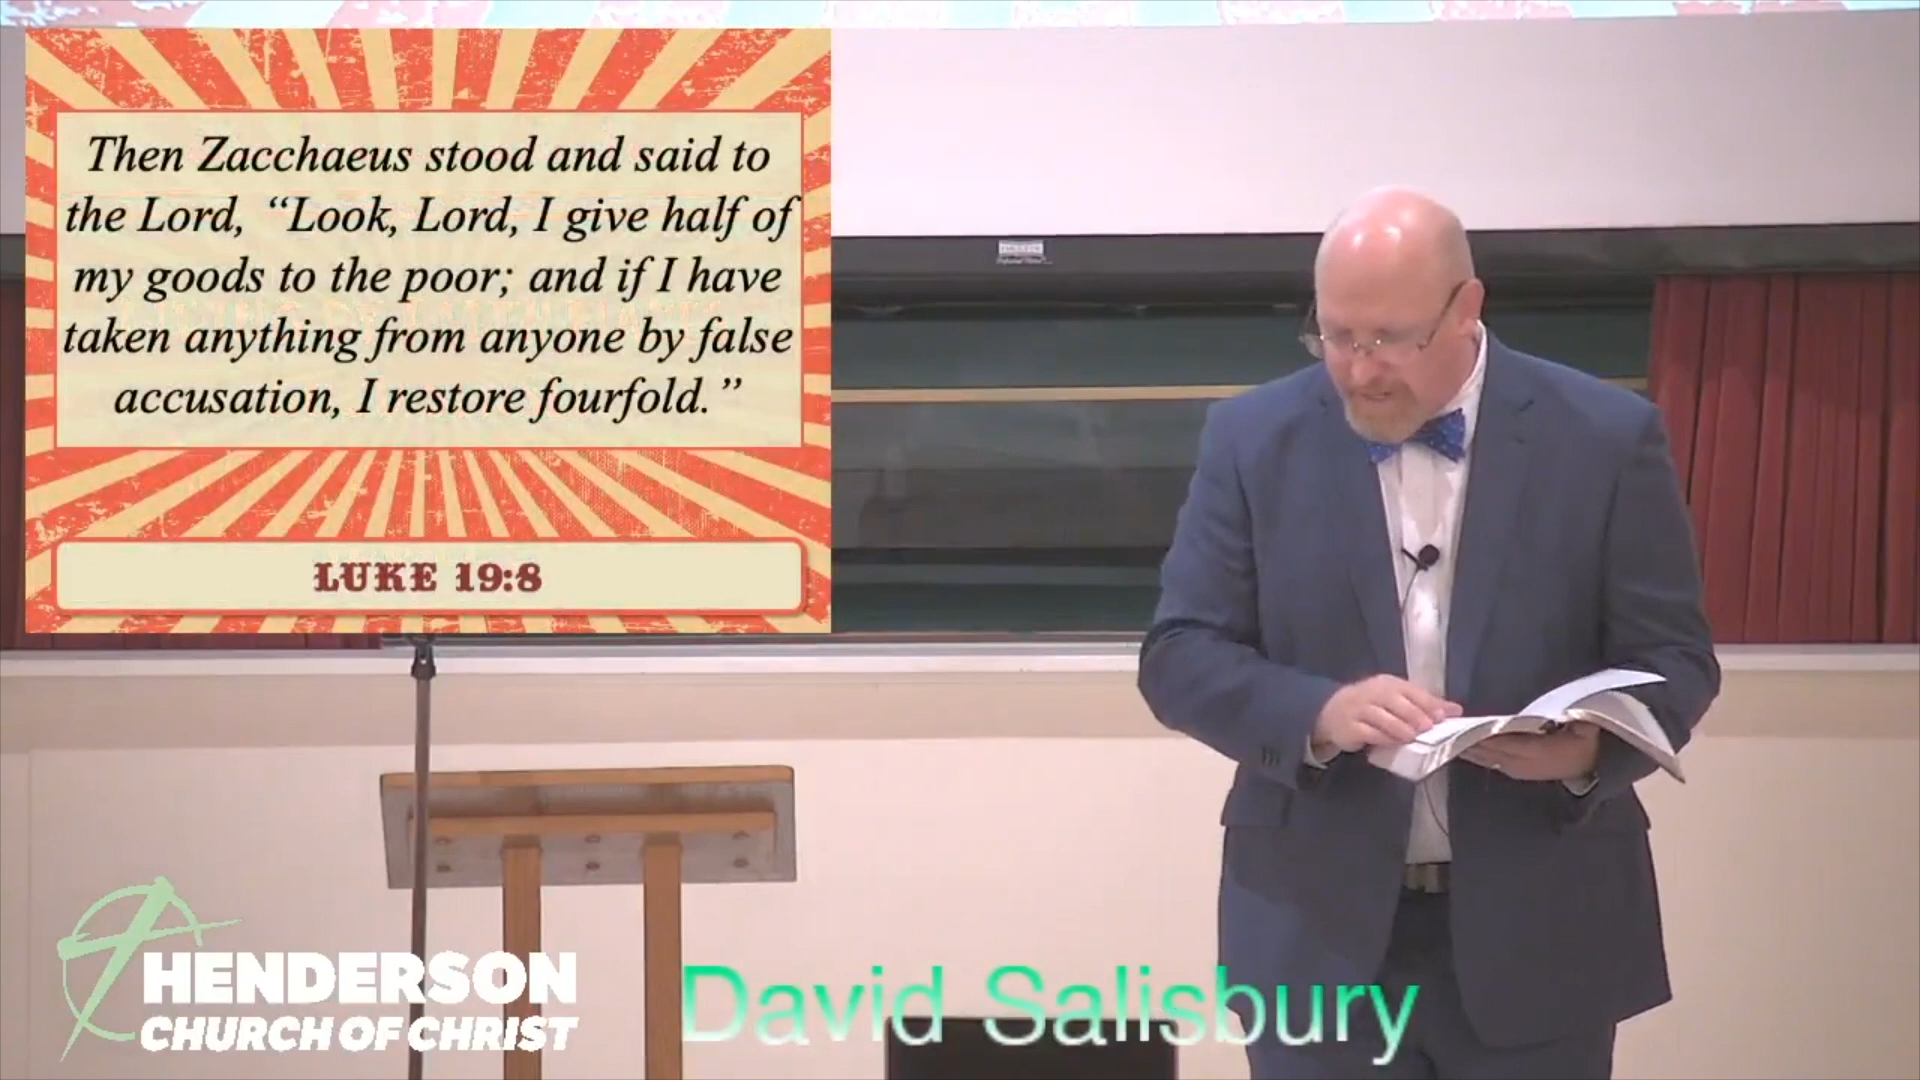 Then Zacchaeus stood and said to
the Lord, “Look, Lord, I give half of
my goods to the poor; and if I have
taken anything from anyone by false
accusation, I restore fourfold.”
LUKE 19:8
HENDERSON
CHURCH OF CHRIST
David Salisbury